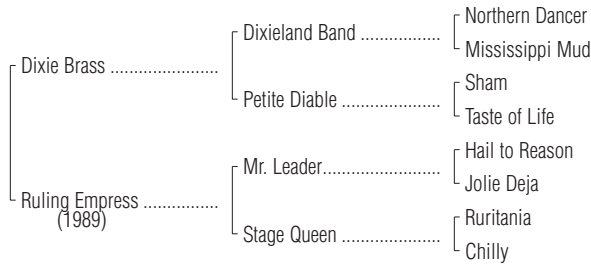 Northern Dancer
Dixieland Band .................
Mississippi Mud
Dixie Brass .......................
Sham
Petite Diable .....................
Taste of Life
Hail to Reason
Mr. Leader.........................
Jolie Deja
Ruling Empress ................
(1989)
Ruritania
Stage Queen .....................
Chilly